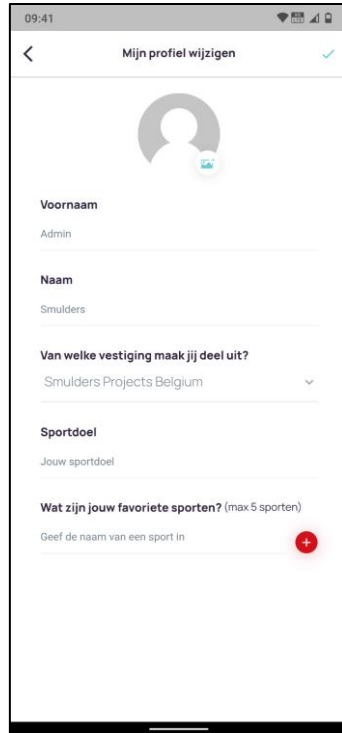 09:41
Mijn profiel wijzigen
Voornaam
Admin
Naam
Smulders
Van welke vestiging maak jij deel uit?
Smulders Projects Belgium
Sportdoel
Jouw sportdoel
Wat zijn jouw favoriete sporten? (max 5 sporten)
Geef de naam van een sport in